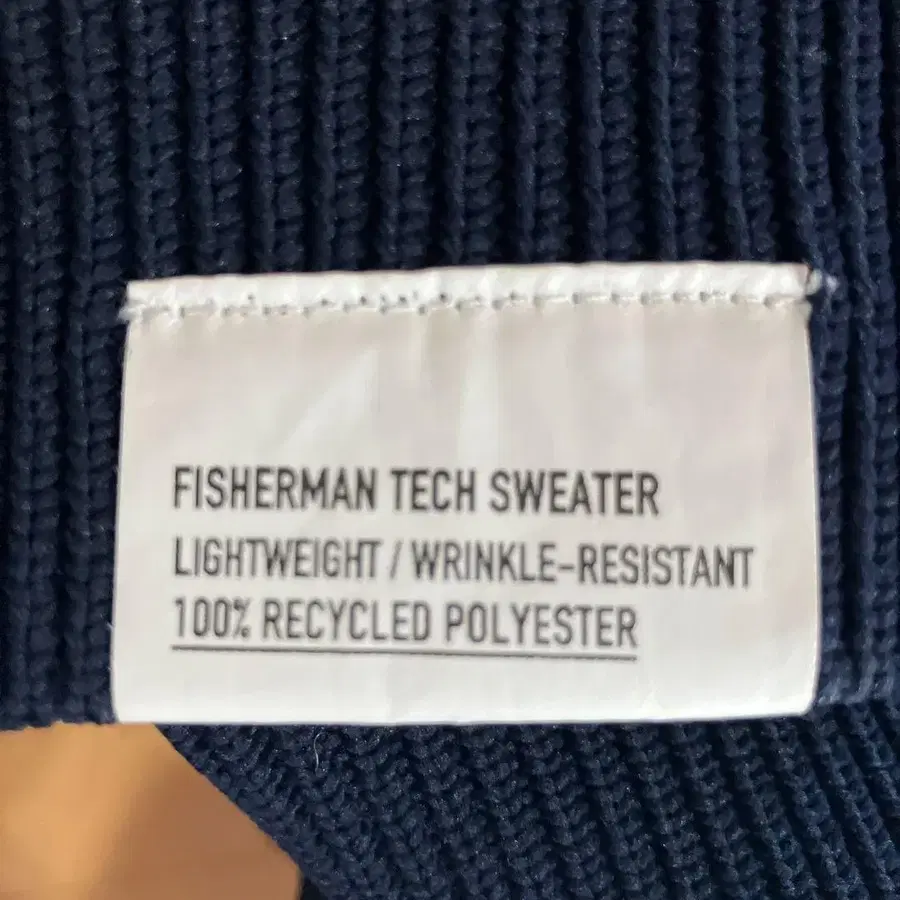 FISHERMAN TECH SWEATER
LIGHTWEIGHT / WRINKLE-RESISTANT
100% RECYCLED POLYESTER